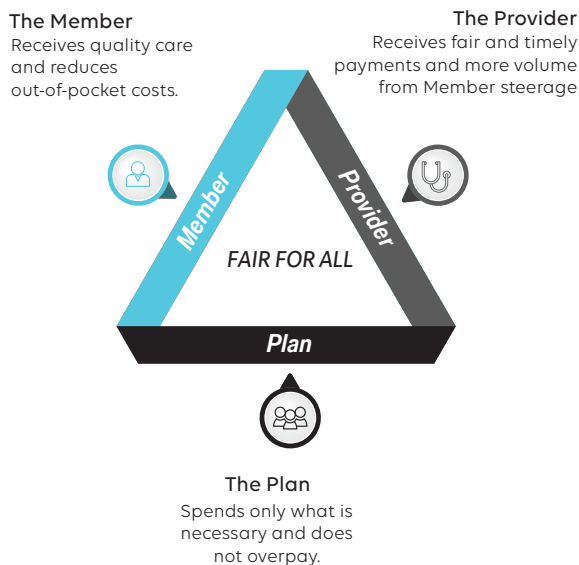 The Member
Receives quality care
and reduces
out-of-pocket costs.
The Provider
Receives fair and timely
payments and more volume
from Member steerage
Member
Provider
FAIR FOR ALL
Plan
The Plan
Spends only what is
necessary and does
not overpay.